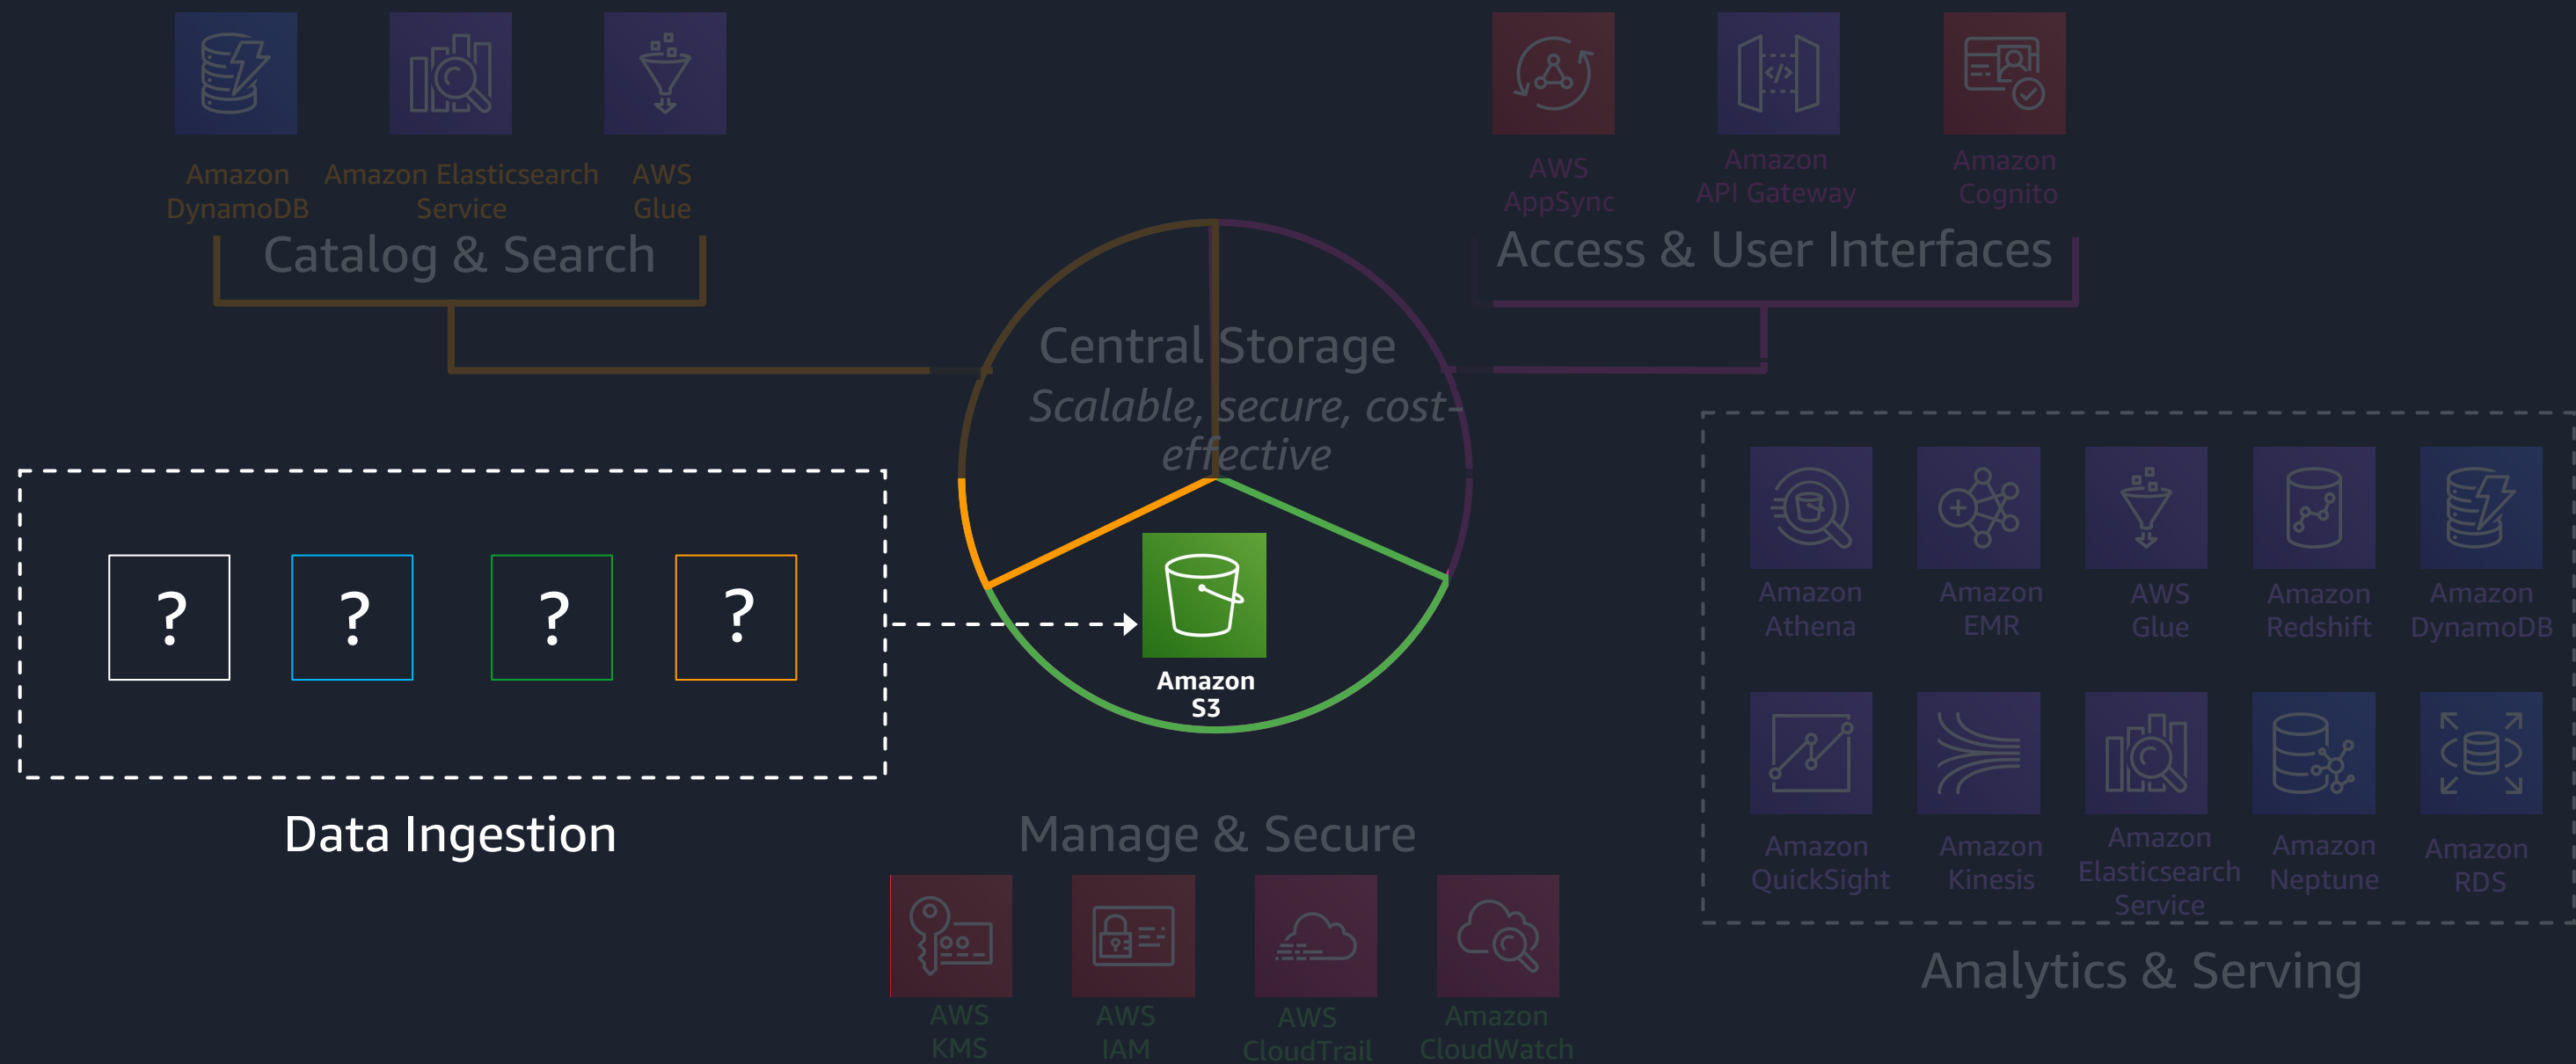 Amazon
DynamoDB
Amazon Elasticsearch
Service
AWS
Glue
Catalog & Search
AWS
AppSync
Amazon
API Gateway
Amazon
Cognito
Access & User Interfaces
Central Storage
Scalable, secure, cost-
effective
?
?
?
?
Data Ingestion
Amazon
S3
Amazon
Athena
Amazon
EMR
AWS
Glue
Amazon
Redshift
Amazon
DynamoDB
Amazon
QuickSight
Amazon
Kinesis
Amazon
Elasticsearch
Service
Amazon
Neptune
Amazon
RDS
Analytics & Serving
Manage & Secure
AWS
KMS
AWS
IAM
AWS
CloudTrail
Amazon
CloudWatch